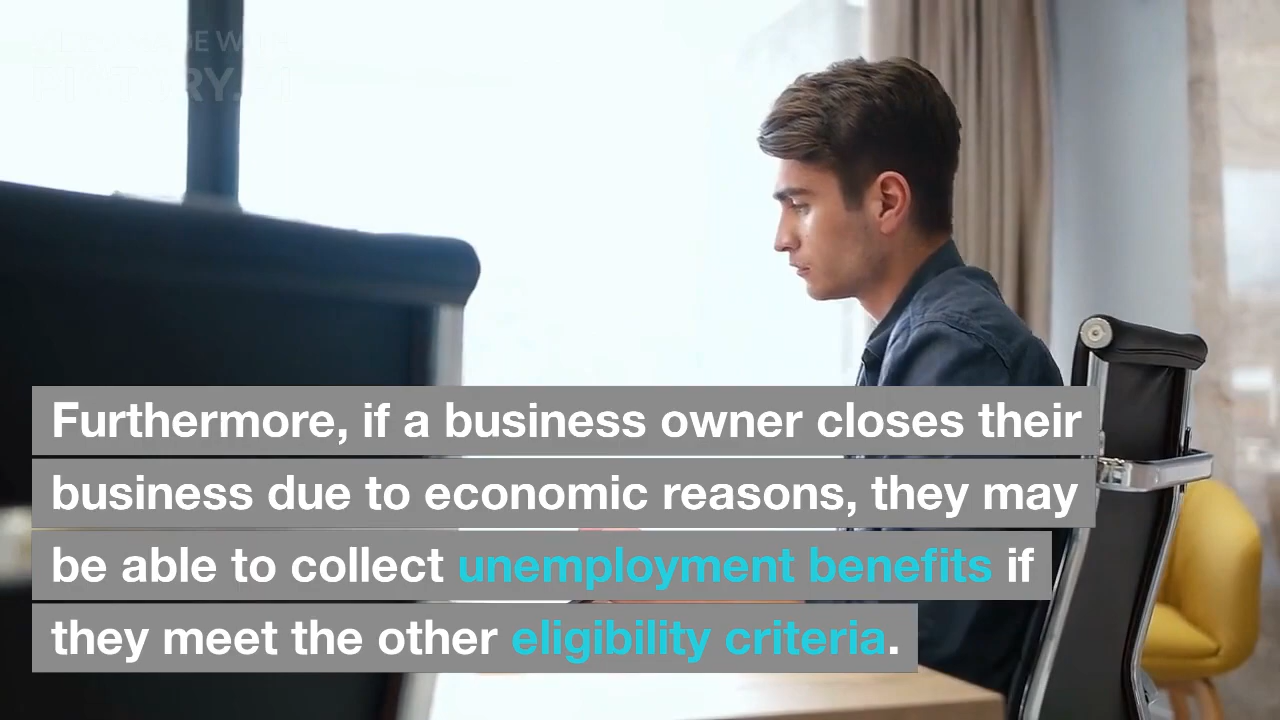 Furthermore, if a business owner closes their
business due to economic reasons, they may
be able to collect unemployment benefits if
they meet the other eligibility criteria.